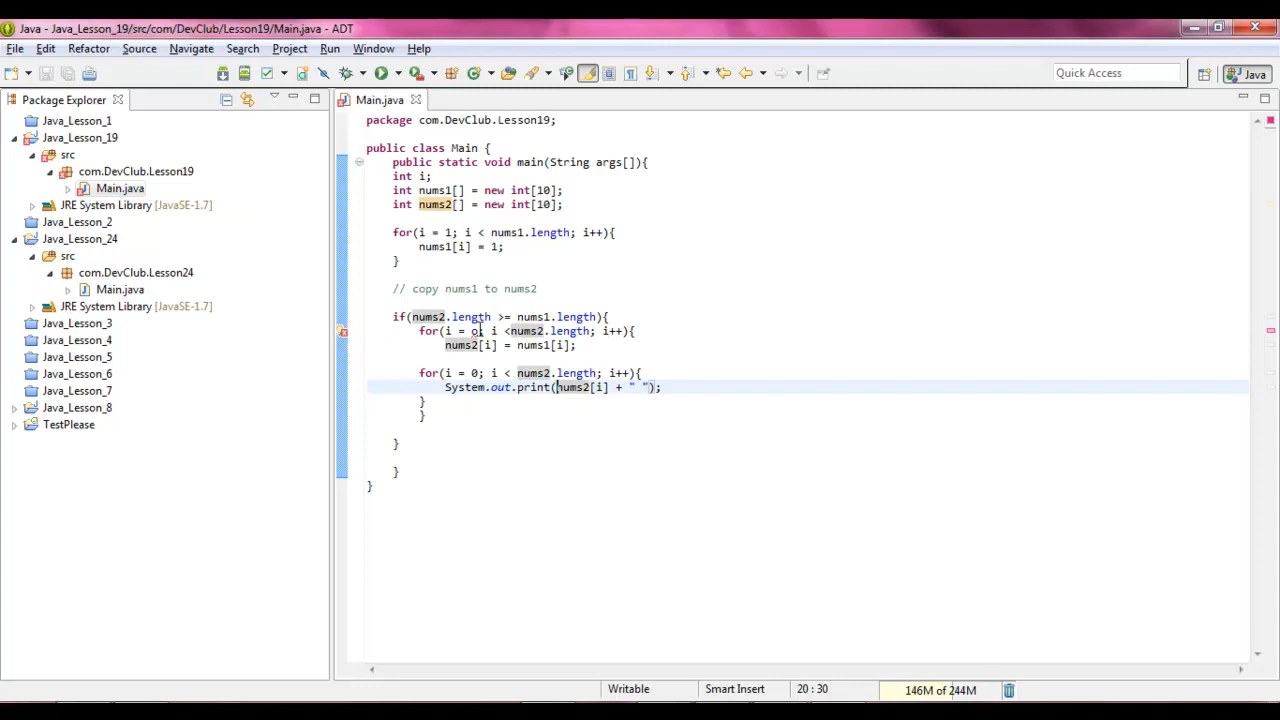 Java - Java_Lesson_19/src/com/DevClub/Lesson19/Main.java - ADT
File Edit Refactor Source Navigate Search Project Run Window Help
Quick Access
Java
Package Explorer
Java_Lesson_1
Java_Lesson_19
src
com.DevClub.Lesson19
Main.java
JRE System Library [JavaSE-1.7]
Java_Lesson_2
Java_Lesson_24
src
com.DevClub.Lesson24
Main.java
JRE System Library [JavaSE-1.7]
Java_Lesson_3
Java_Lesson_4
Java_Lesson_5
Java_Lesson_6
Java_Lesson_7
Java_Lesson_8
TestPlease
Main.java
package com.DevClub.Lesson19;
public class Main {
public static void main(String args[]){
int i;
int nums1[] = new int[10];
int nums2[] = new int[10];
for(i = 1; i < nums1.length; i++){
nums1[i] = 1;
}
// copy nums1 to nums2
if(nums2.length >= nums1.length){
for(i = o; i <nums2.length; i++){
nums2[i] = nums1[i];
for(i = 0; i < nums2.length; i++){
System.out.print(nums2[i] + " ");
}
}
}
}
}
Writable
Smart Insert
20 : 30
146M of 244M